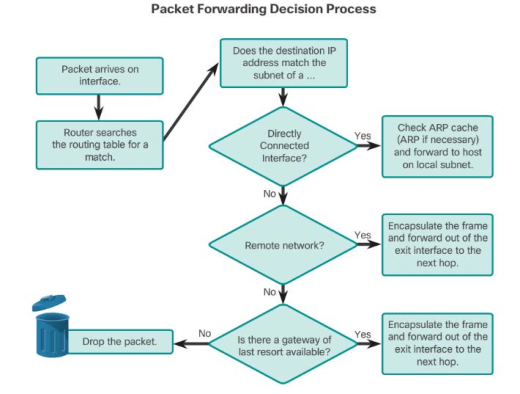 Packet Forwarding Decision Process
Packet arrives on
interface.
Router searches
the routing table for a
match.
Does the destination IP
address match the
subnet of a ...
Directly
Connected
Interface?
Yes
Check ARP cache
(ARP if necessary)
and forward to host
on local subnet.
No
Remote network?
Yes
Encapsulate the frame
and forward out of the
exit interface to the
next hop.
No
Is there a gateway of
last resort available?
Yes
Encapsulate the frame
and forward out of the
exit interface to the
next hop.
No
Drop the packet.